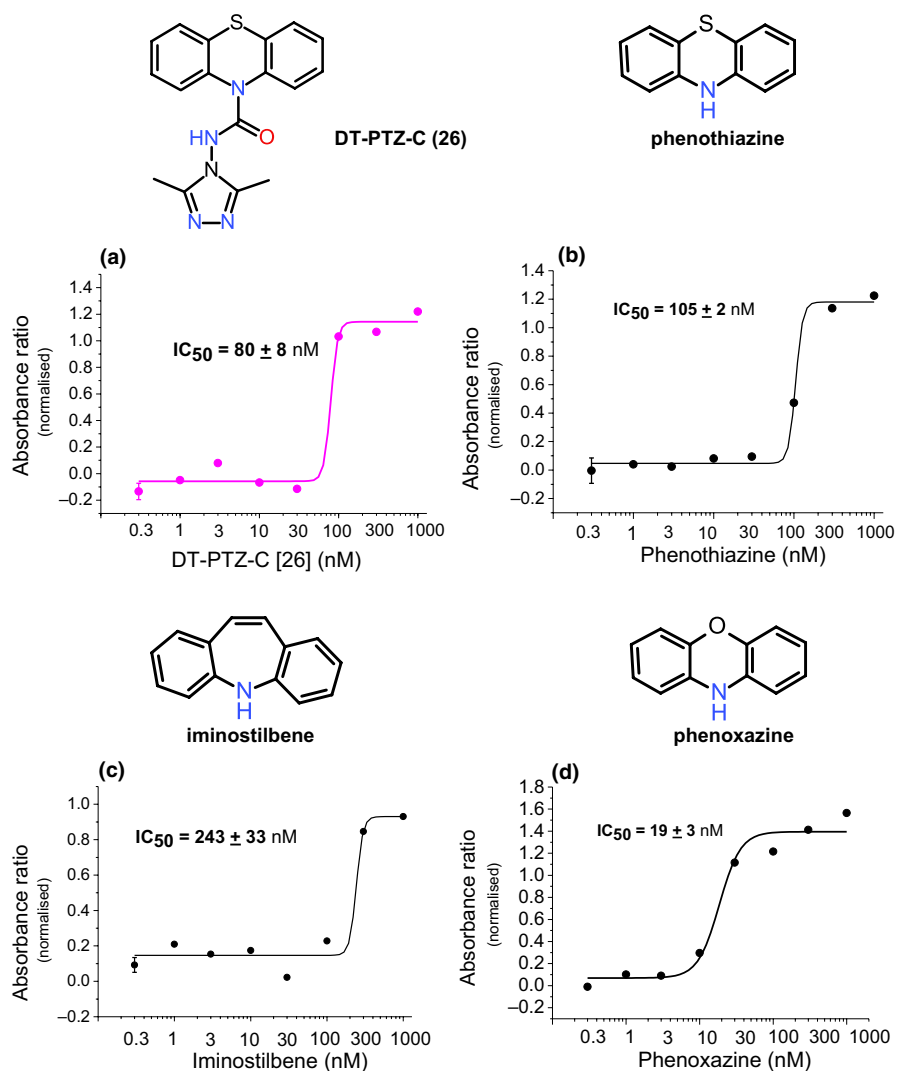 S
N
HN
O
N
N
N
DT-PTZ-C (26)
S
N
H
phenothiazine
(a)
1.4
1.2
1.0
0.8
0.6
0.4
0.2
0.0
–0.2
Absorbance ratio
(normalised)
IC50 = 80 ± 8 nM
0.3 1 3 10 30 100 300 1000
DT-PTZ-C [26] (nM)
(b)
1.4
1.2
1.0
0.8
0.6
0.4
0.2
0.0
–0.2
Absorbance ratio
(normalised)
IC50 = 105 ± 2 nM
0.3 1 3 10 30 100 300 1000
Phenothiazine (nM)
N
H
iminostilbene
O
N
H
phenoxazine
(c)
1.0
0.8
0.6
0.4
0.2
0.0
–0.2
Absorbance ratio
(normalised)
IC50 = 243 ± 33 nM
0.3 1 3 10 30 100 300 1000
Iminostilbene (nM)
(d)
1.8
1.6
1.4
1.2
1.0
0.8
0.6
0.4
0.2
0.0
–0.2
Absorbance ratio
(normalised)
IC50 = 19 ± 3 nM
0.3 1 3 10 30 100 300 1000
Phenoxazine (nM)